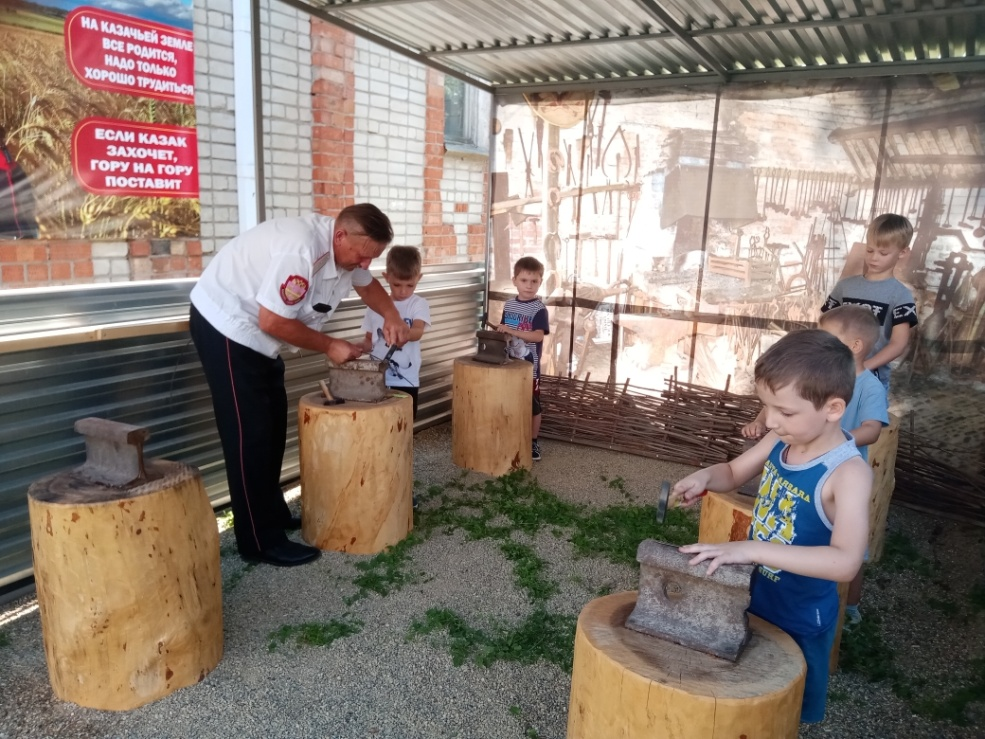 НА КАЗАЧЬЕЙ ЗЕМЛЕ
ВСЕ РОДИТСЯ,
НАДО ТОЛЬКО
ХОРОШО ТРУДИТЬСЯ
ЕСЛИ КАЗАК
ЗАХОЧЕТ,
ГОРУ НА ГОРУ
ПОСТАВИТ